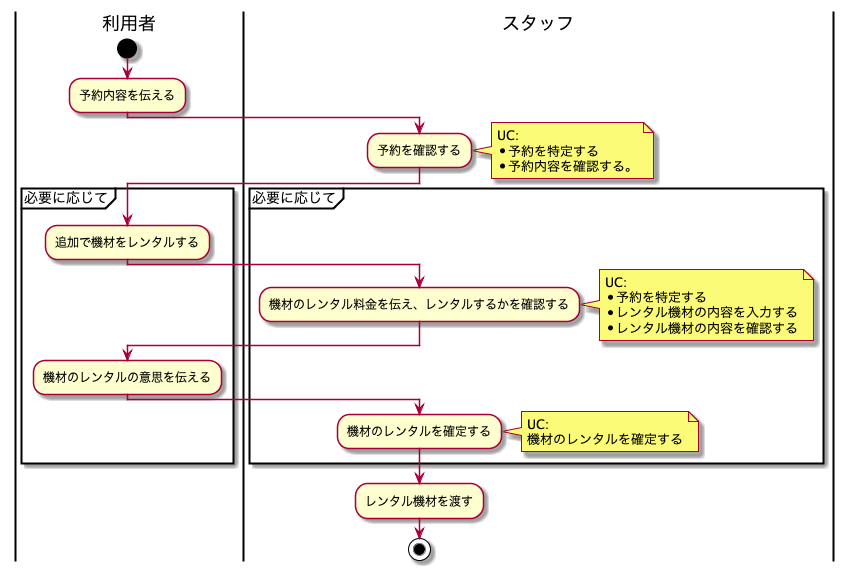 利用者
スタッフ
予約内容を伝える
予約を確認する
UC:
• 予約を特定する
• 予約内容を確認する。
必要に応じて
必要に応じて
追加で機材をレンタルする
機材のレンタル料金を伝え、レンタルするかを確認する
UC:
• 予約を特定する
• レンタル機材の内容を入力する
• レンタル機材の内容を確認する
機材のレンタルの意思を伝える
機材のレンタルを確定する
UC:
機材のレンタルを確定する
レンタル機材を渡す